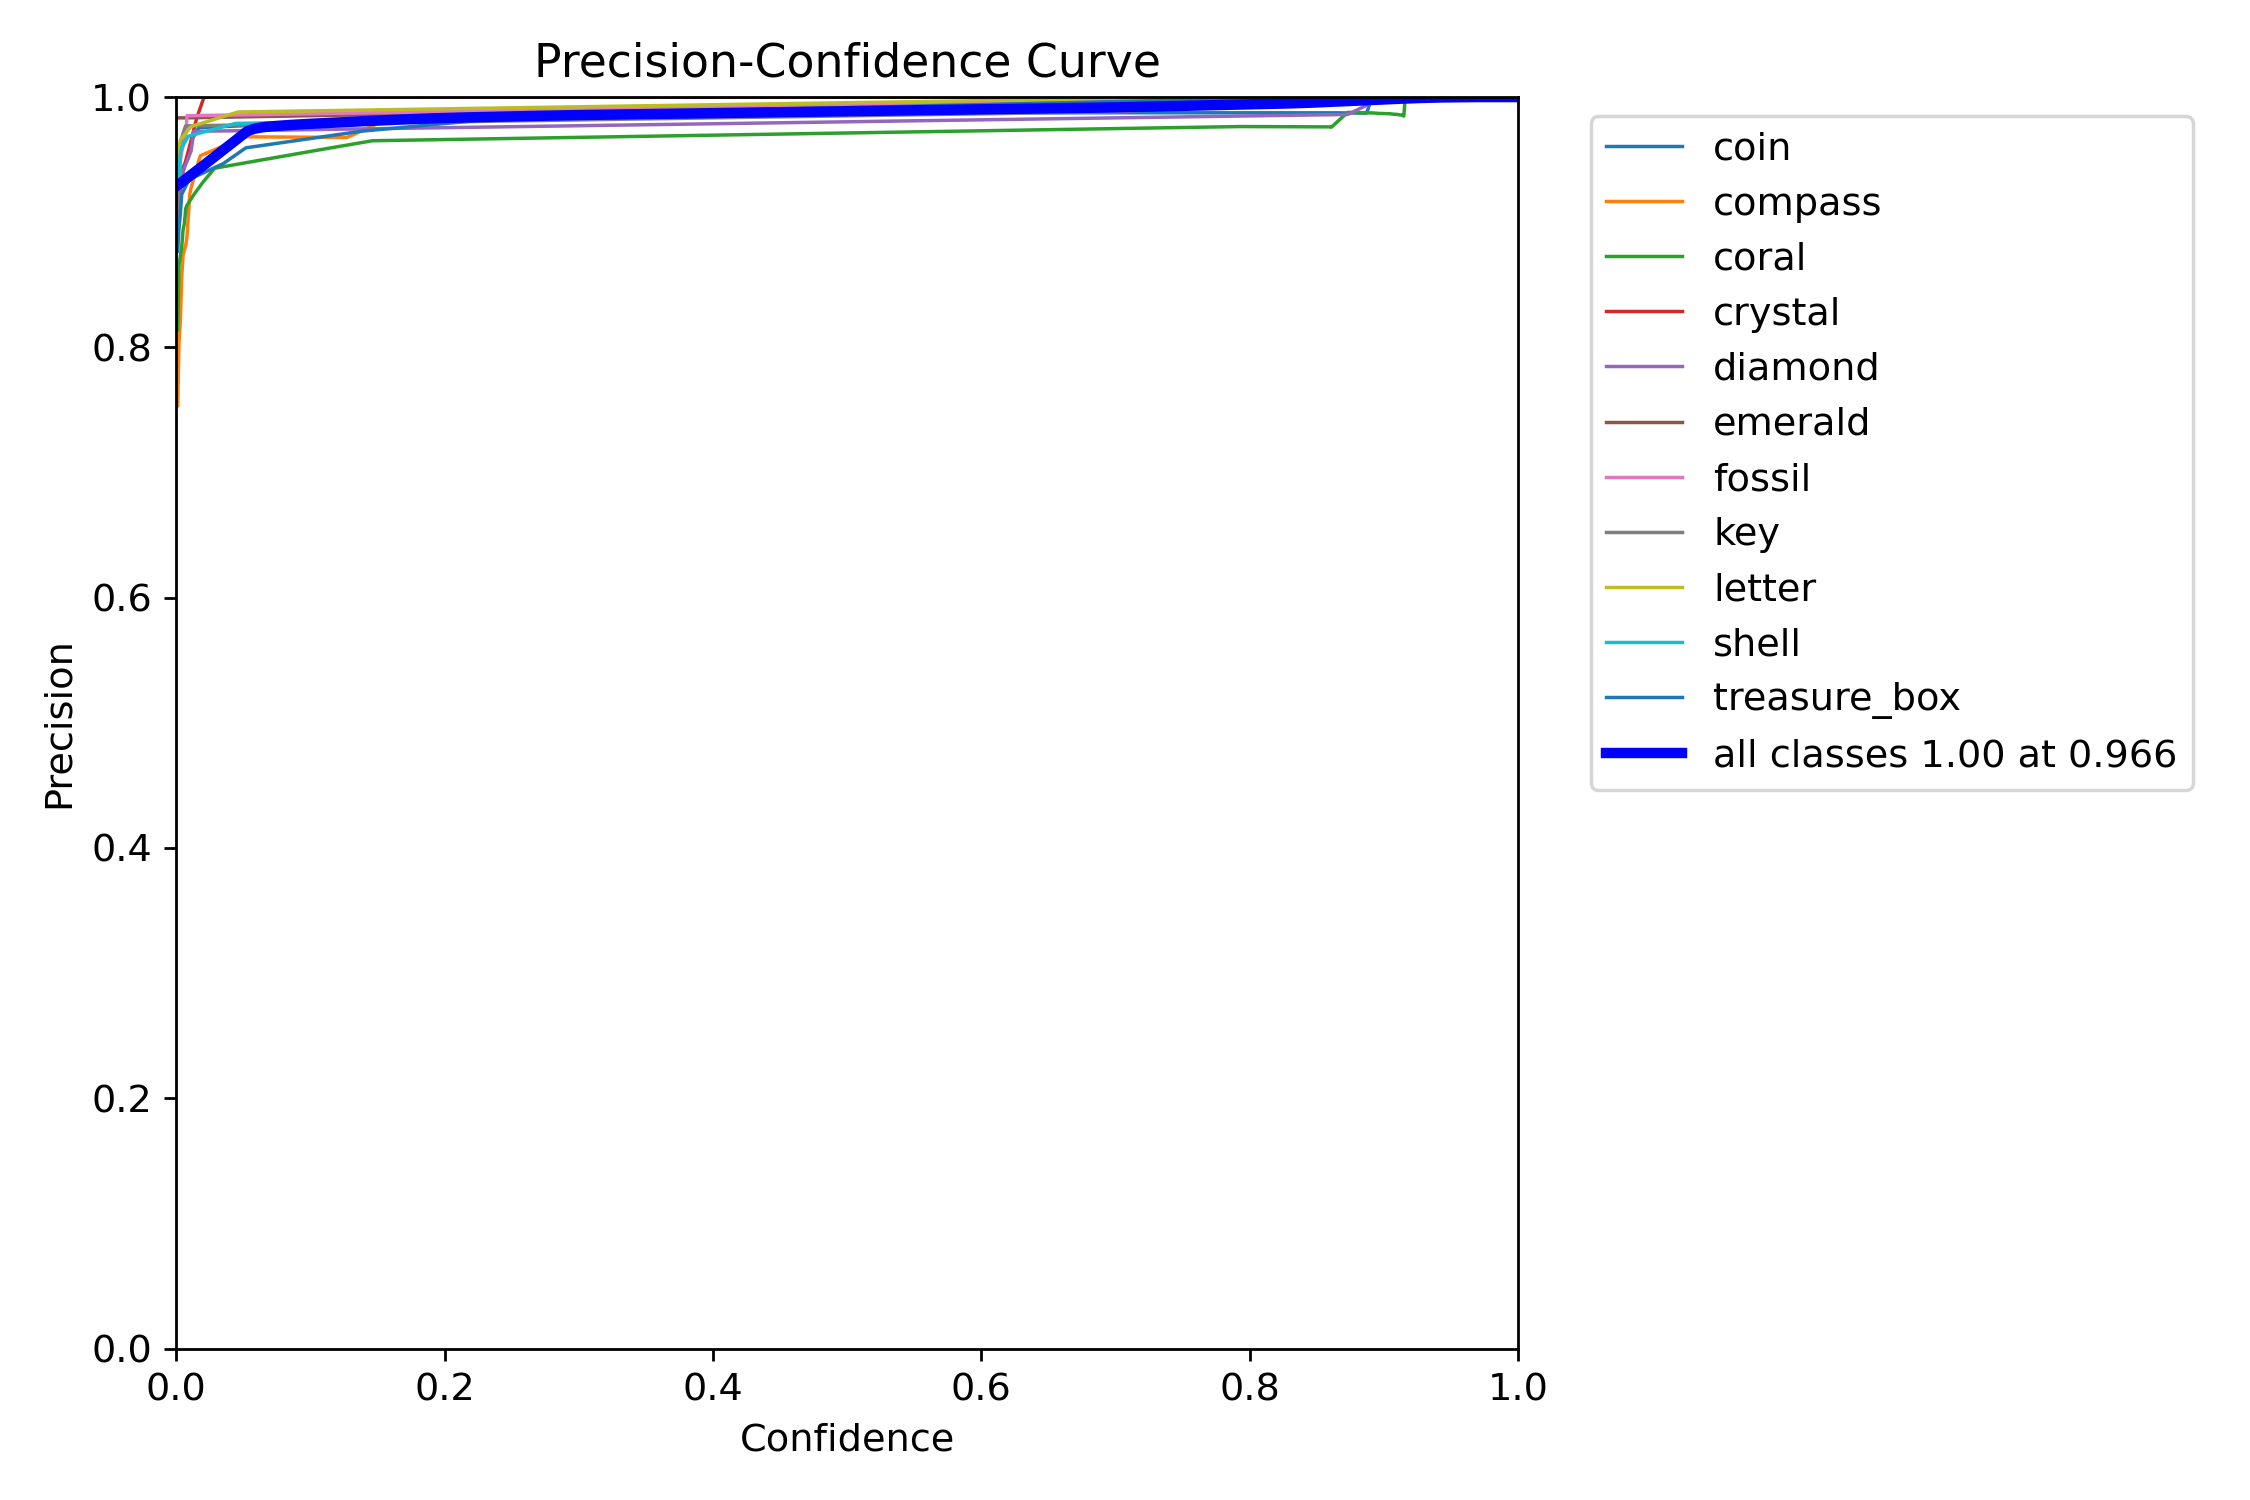 Precision-Confidence Curve
1.0
0.8
0.6
0.4
0.2
0.0
Precision
0.0 0.2 0.4 0.6 0.8 1.0
Confidence
coin
compass
coral
crystal
diamond
emerald
fossil
key
letter
shell
treasure_box
all classes 1.00 at 0.966